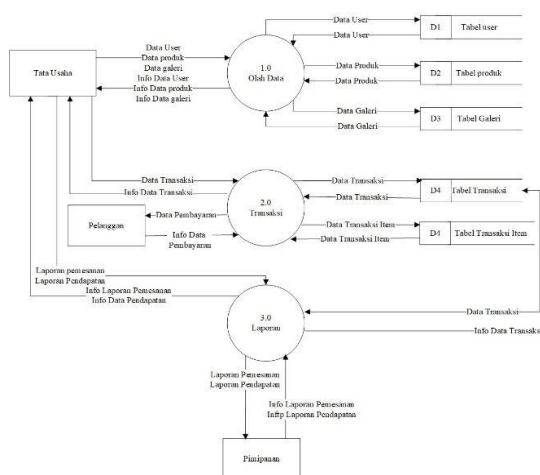 Data User
D1 Tabel user
Data User
Data User
Data produk
Data galeri
Info Data User
Info Data produk
Info Data galeri
Tata Usaha
1.0
Olah Data
Data Produk
D2 Tabel produk
Data Produk
Data Galeri
D3 Tabel Galeri
Data Galeri
Data Transaksi
Info Data Transaksi
2.0
Transaksi
Data Transaksi
D4 Tabel Transaksi
Data Transaksi
Pelanggan
Data Pembayaran
Info Data
Pembayaran
Data Transaksi Item
D4 Tabel Transaksi Item
Data Transaksi Item
Laporan pemesanan
Laporan Pendapatan
Info Laporan Pemesanan
Info Data Pendapatan
3.0
Laporan
Data Transaksi
Info Data Transaks
Laporan Pemesanan
Laporan Pendapatan
Info Laporan Pemesanan
Inftp Laporan Pendapatan
Pimipanan